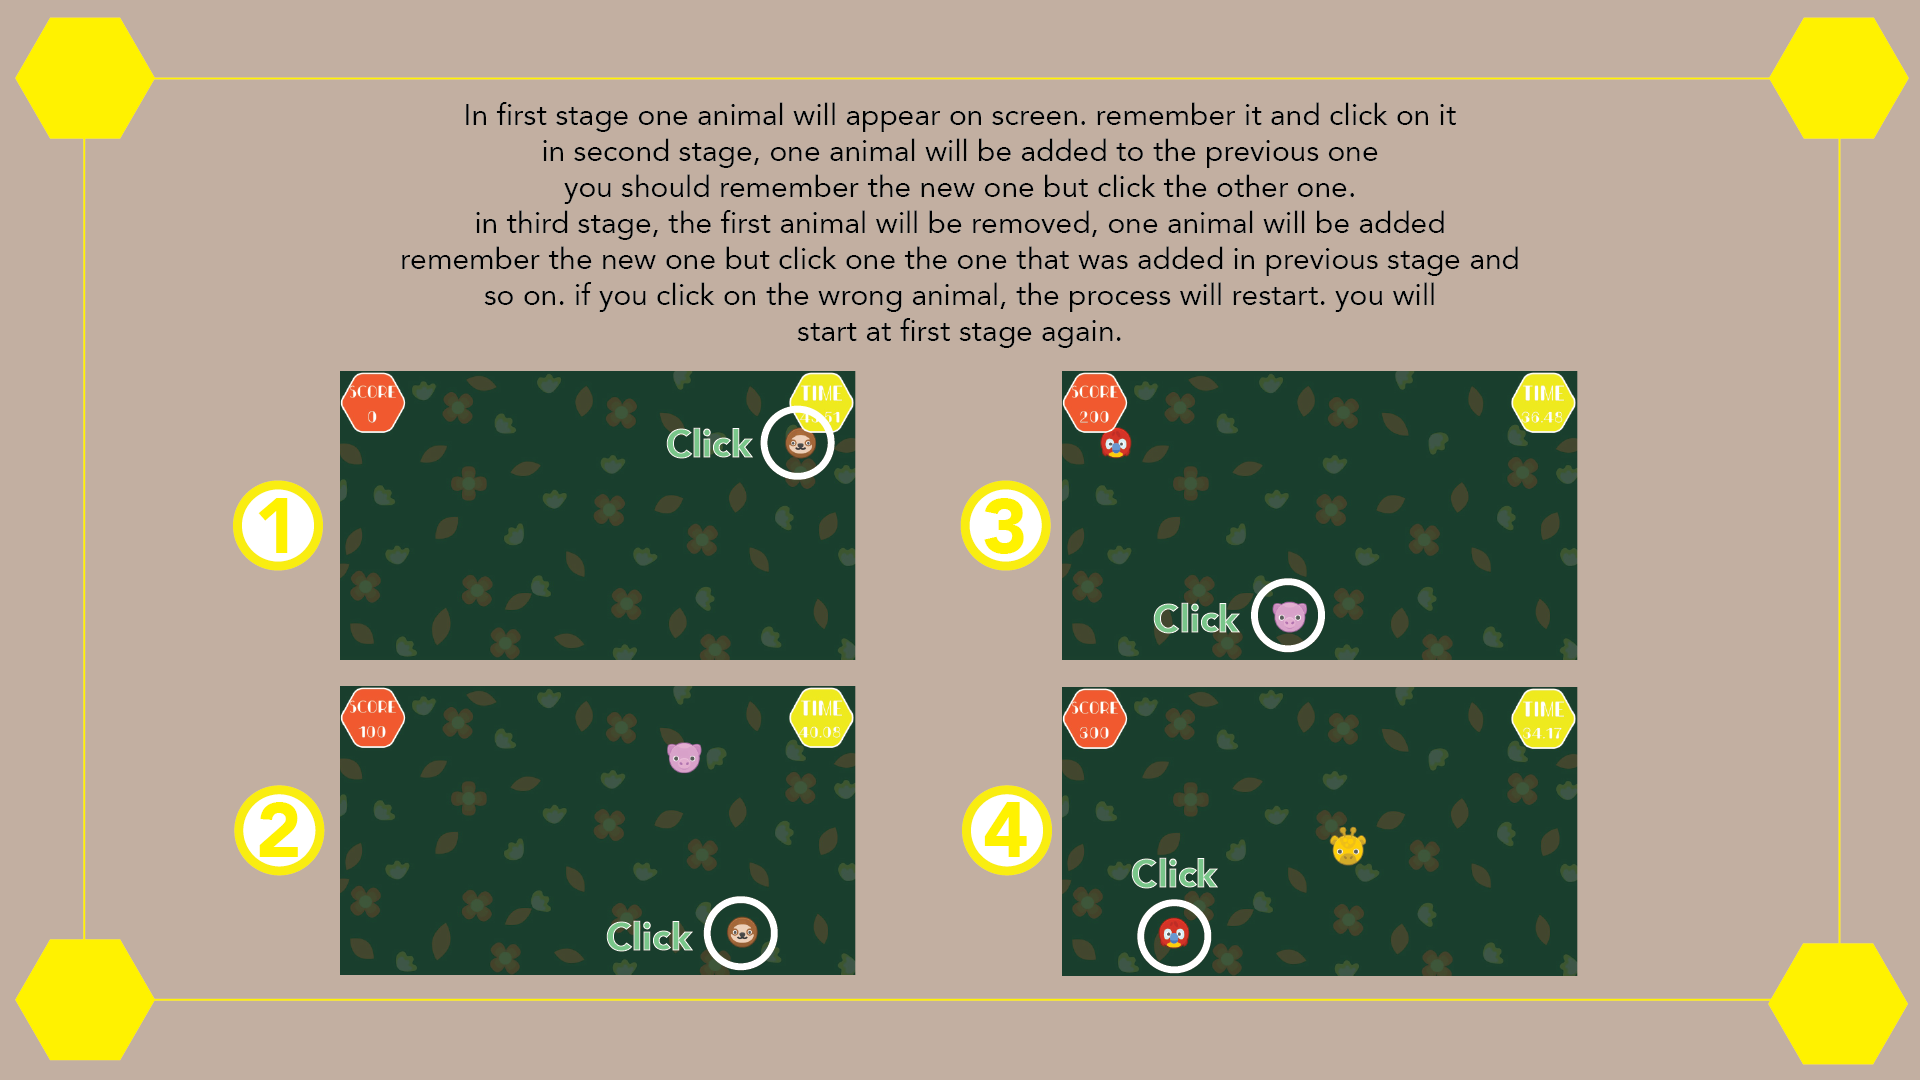 In first stage one animal will appear on screen. remember it and click on it
in second stage, one animal will be added to the previous one
you should remember the new one but click the other one.
in third stage, the first animal will be removed, one animal will be added
remember the new one but click one the one that was added in previous stage and
so on. if you click on the wrong animal, the process will restart. you will
start at first stage again.
1
SCORE
0
TIME
Click
2
SCORE
100
TIME
40.08
Click
3
SCORE
200
TIME
36.48
Click
4
SCORE
300
TIME
34.17
Click